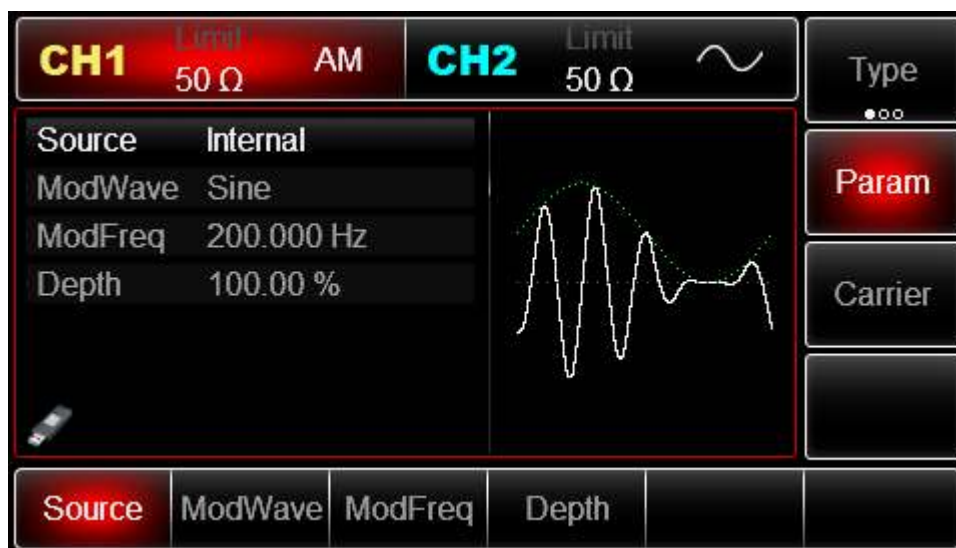 CH1 Limit 50 Ω AM
CH2 Limit 50 Ω
Type
Source Internal
ModWave Sine
ModFreq 200.000 Hz
Depth 100.00 %
Param
Carrier
Source ModWave ModFreq Depth